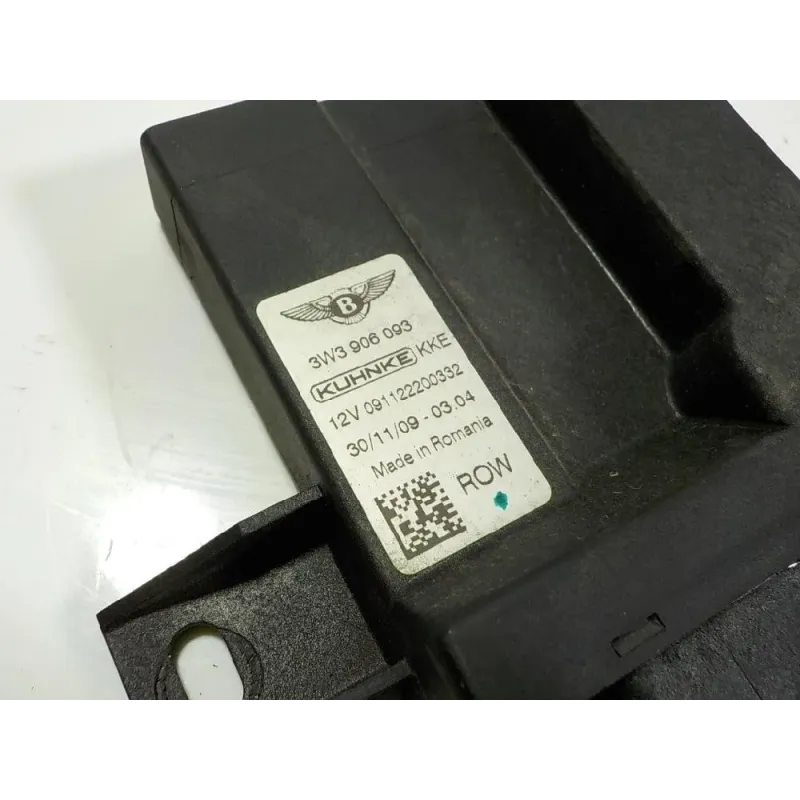 B
3W3 906 093
KUHNKE KKE
12V 091122200332
30/11/09 - 03.04
Made in Romania
ROW